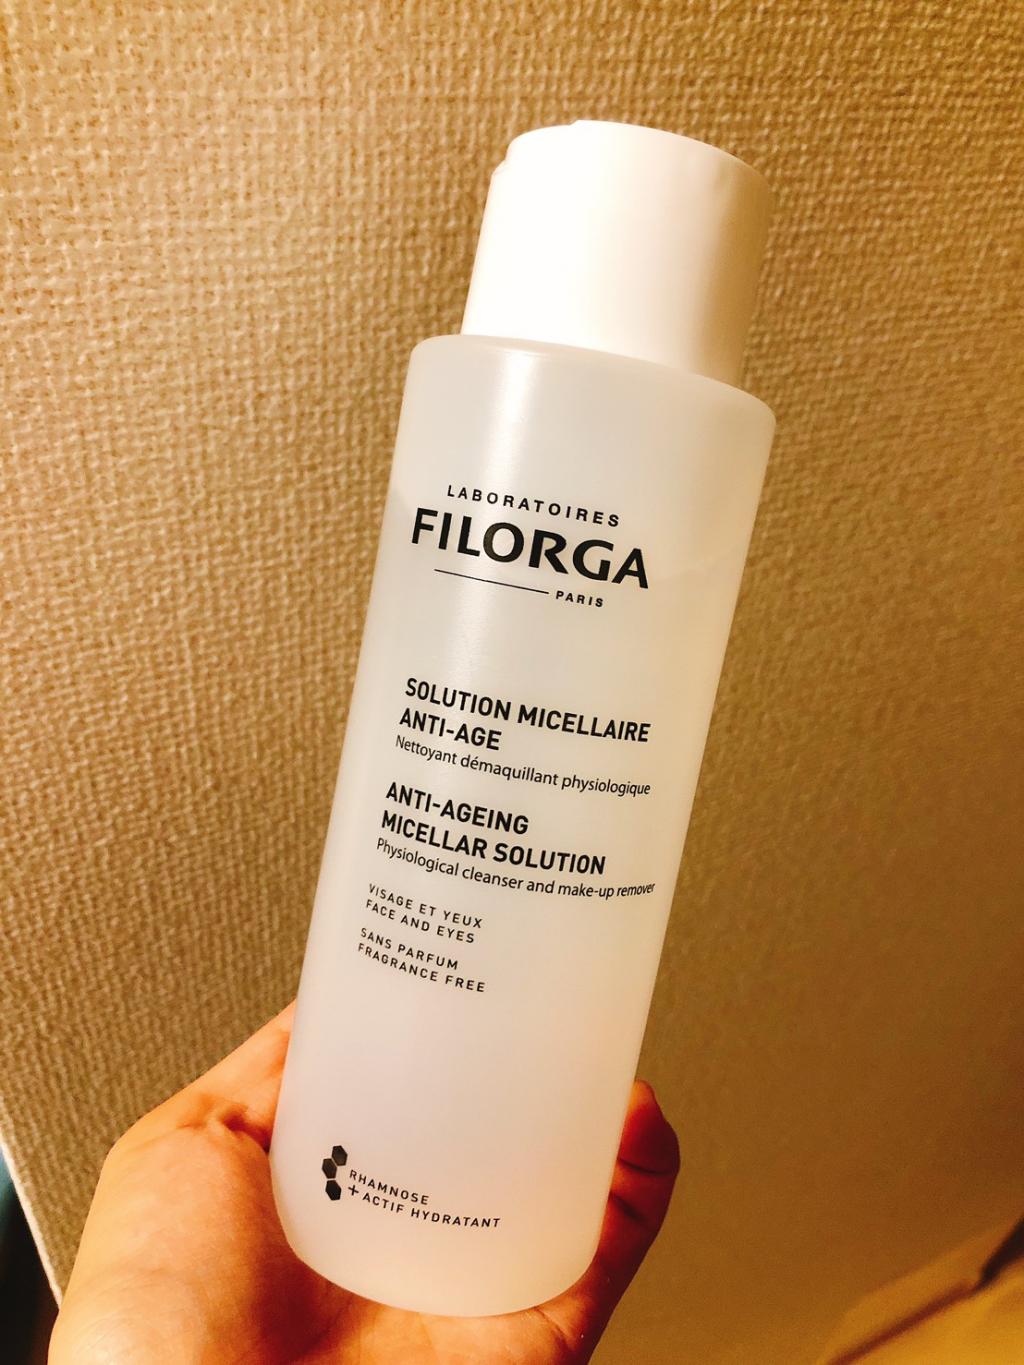 LABORATOIRES
FILORGA
PARIS
SOLUTION MICELLAIRE
ANTI-AGE
Nettoyant démaquillant physiologique
ANTI-AGEING
MICELLAR SOLUTION
Physiological cleanser and make-up remover
VISAGE ET YEUX
FACE AND EYES
SANS PARFUM
FRAGRANCE FREE
RHAMNOSE
+ ACTIF HYDRATANT